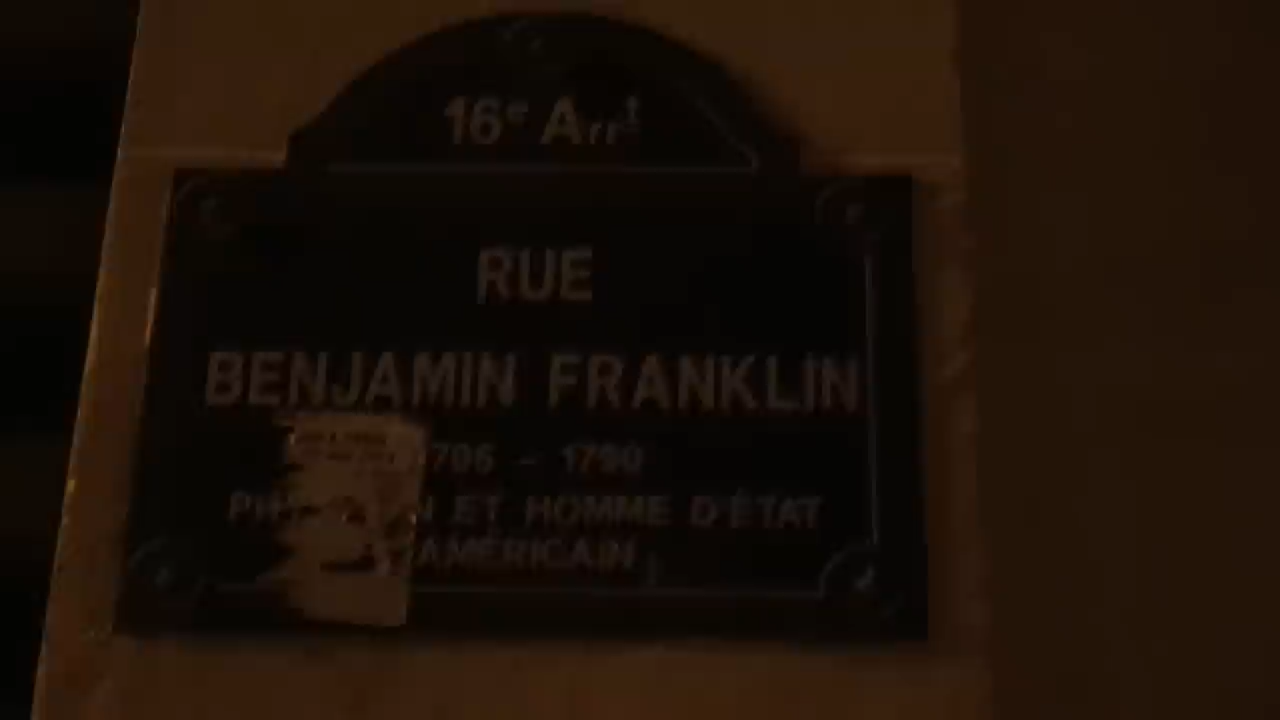 16e Arrt
RUE
BENJAMIN FRANKLIN
706 - 1790
ET HOMME D'ÉTAT
AMÉRICAIN